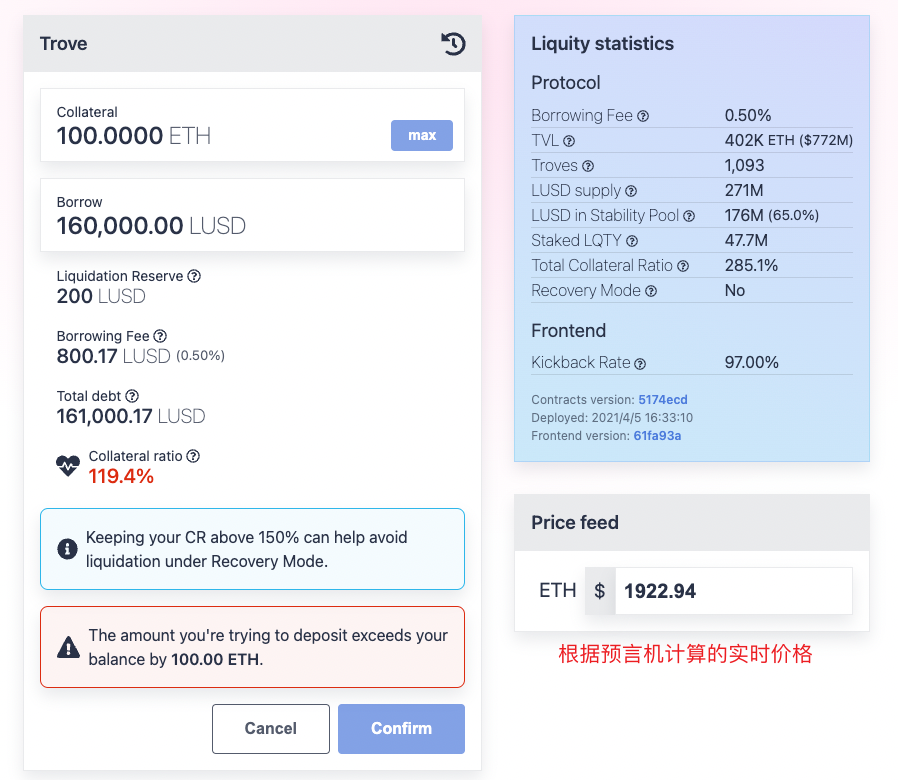 Trove
Collateral
100.0000 ETH
max
Borrow
160,000.00 LUSD
Liquidation Reserve
200 LUSD
Borrowing Fee
800.17 LUSD (0.50%)
Total debt
161,000.17 LUSD
Collateral ratio
119.4%
Keeping your CR above 150% can help avoid
liquidation under Recovery Mode.
The amount you're trying to deposit exceeds your
balance by 100.00 ETH.
Cancel Confirm
Liquity statistics
Protocol
Borrowing Fee 0.50%
TVL 402K ETH ($772M)
Troves 1,093
LUSD supply 271M
LUSD in Stability Pool 176M (65.0%)
Staked LQTY 47.7M
Total Collateral Ratio 285.1%
Recovery Mode No
Frontend
Kickback Rate 97.00%
Contracts version: 5174ecd
Deployed: 2021/4/5 16:33:10
Frontend version: 61fa93a
Price feed
ETH $ 1922.94
根据预言机计算的实时价格